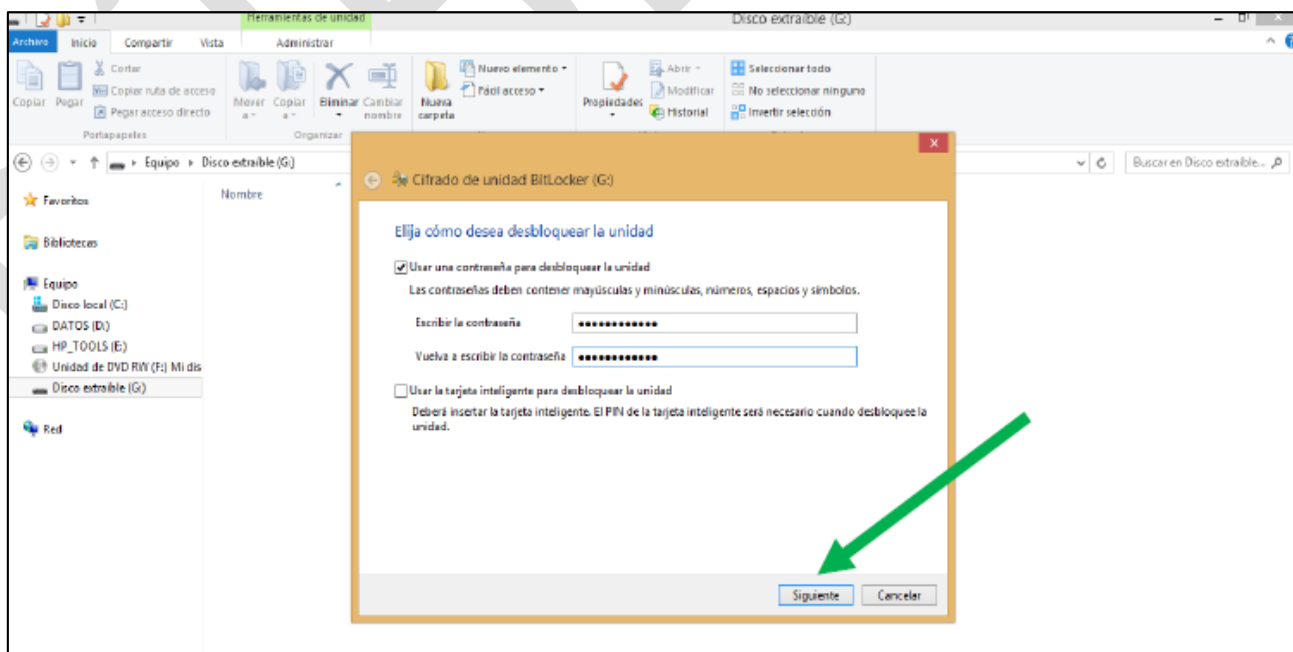 Herramientas de unidad
Disco extraíble (G:)
Archivo Inicio Compartir Vista Administrar
Cortar
Copiar ruta de acceso
Pegar acceso directo
Copiar Pegar
Portapapeles
Mover a Copiar a Eliminar Cambiar nombre
Organizar
Nueva carpeta
Nuevo elemento
Fácil acceso
Propiedades
Abrir
Modificar
Historial
Seleccionar todo
No seleccionar ninguno
Invertir selección
Equipo Disco extraíble (G:)
Buscar en Disco extraíble...
Nombre
Favoritos
Bibliotecas
Equipo
Disco local (C:)
DATOS (D:)
HP_TOOLS (E:)
Unidad de DVD RW (F:) Mi dis
Disco extraíble (G:)
Red
Cifrado de unidad BitLocker (G:)
Elija cómo desea desbloquear la unidad
Usar una contraseña para desbloquear la unidad
Las contraseñas deben contener mayúsculas y minúsculas, números, espacios y símbolos.
Escribir la contraseña
Vuelva a escribir la contraseña
Usar la tarjeta inteligente para desbloquear la unidad
Deberá insertar la tarjeta inteligente. El PIN de la tarjeta inteligente será necesario cuando desbloquee la
unidad.
Siguiente Cancelar